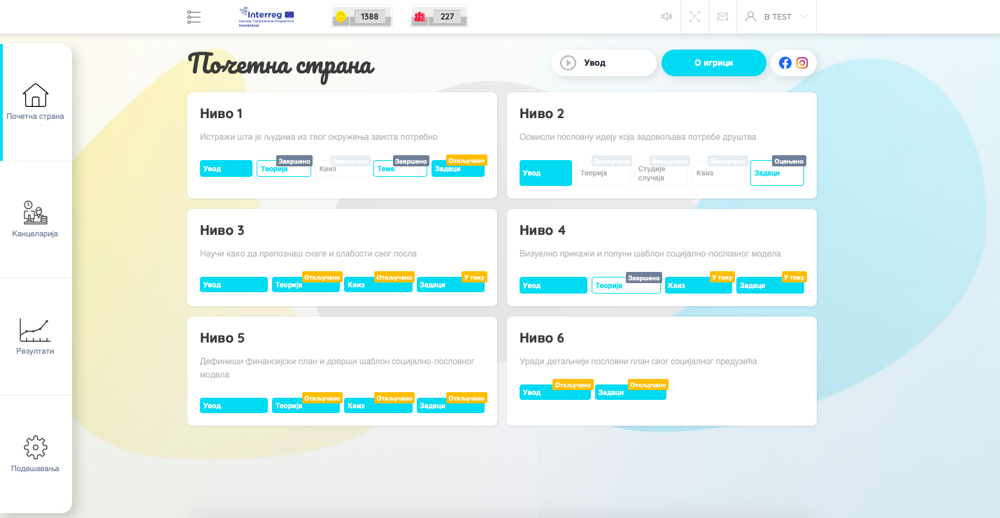 Interreg
Danube Transnational Programme
InnoSchool
1388
227
B TEST
Почетна страна
Канцеларија
Резултати
Подешавања
Почетна страна
Увод
О игрици
Ниво 1
Истражи шта је људима из твог окружења заиста потребно
Увод
Завршено
Теорија
Закључано
Квиз
Завршено
Теме
Откључано
Задаци
Ниво 2
Осмисли пословну идеју која задовољава потребе друштва
Увод
Закључано
Теорија
Закључано
Студије
случаја
Закључано
Квиз
Оцењено
Задаци
Ниво 3
Научи како да препознаш снаге и слабости свог посла
Увод
Откључано
Теорија
Откључано
Квиз
У току
Задаци
Ниво 4
Визуелно прикажи и попуни шаблон социјално-пословног модела
Увод
Завршено
Теорија
У току
Квиз
У току
Задаци
Ниво 5
Дефиниши финансијски план и доврши шаблон социјално-пословног
модела
Увод
Откључано
Теорија
Откључано
Квиз
Откључано
Задаци
Ниво 6
Уради детаљнији пословни план свог социјалног предузећа
Откључано
Увод
Откључано
Задаци